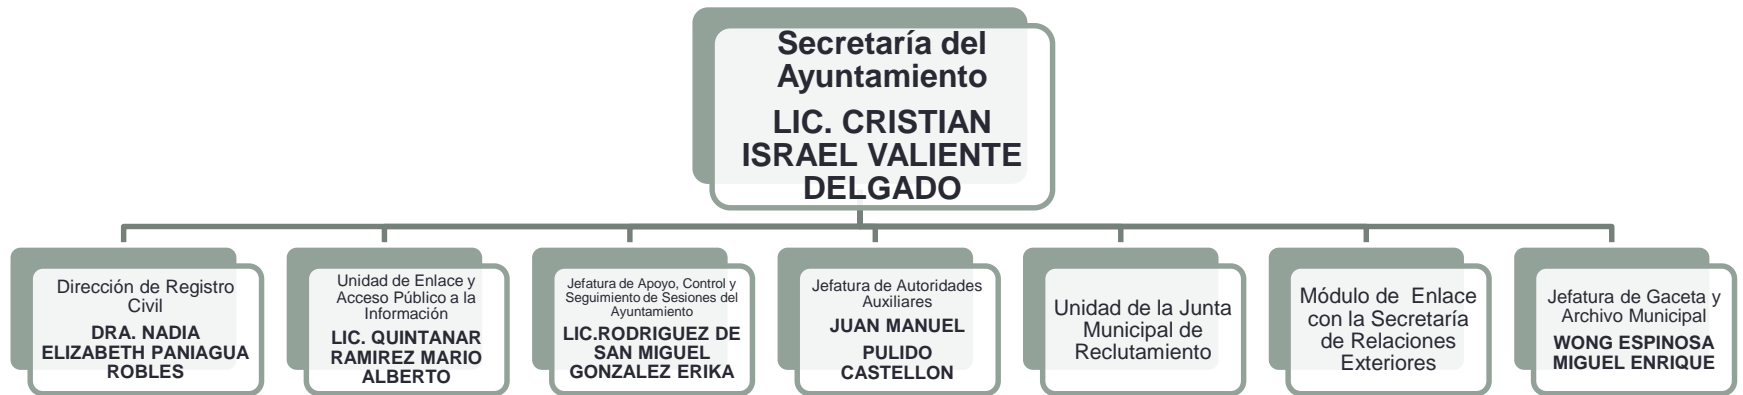 Secretaría del
Ayuntamiento
LIC. CRISTIAN
ISRAEL VALIENTE
DELGADO
Dirección de Registro
Civil
DRA. NADIA
ELIZABETH PANIAGUA
ROBLES
Unidad de Enlace y
Acceso Público a la
Información
LIC. QUINTANAR
RAMIREZ MARIO
ALBERTO
Jefatura de Apoyo, Control y
Seguimiento de Sesiones del
Ayuntamiento
LIC.RODRIGUEZ DE
SAN MIGUEL
GONZALEZ ERIKA
Jefatura de Autoridades
Auxiliares
JUAN MANUEL
PULIDO
CASTELLON
Unidad de la Junta
Municipal de
Reclutamiento
Módulo de Enlace
con la Secretaría
de Relaciones
Exteriores
Jefatura de Gaceta y
Archivo Municipal
WONG ESPINOSA
MIGUEL ENRIQUE